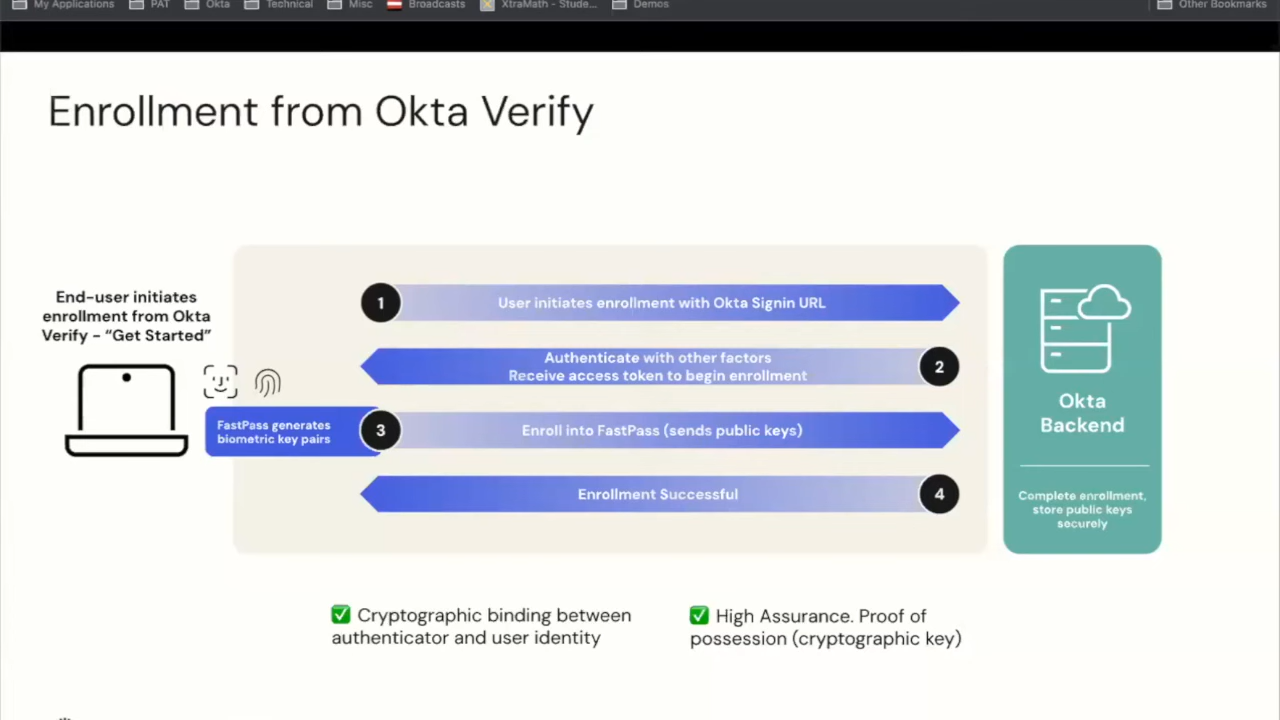 My Applications PAT Okta Technical Misc Broadcasts XtraMath - Stude... Demos Other Bookmarks
Enrollment from Okta Verify
End-user initiates
enrollment from Okta
Verify - “Get Started”
1
User initiates enrollment with Okta Signin URL
Authenticate with other factors
Receive access token to begin enrollment
2
FastPass generates
biometric key pairs
3
Enroll into FastPass (sends public keys)
Enrollment Successful
4
Okta
Backend
Complete enrollment,
store public keys
securely
✅ Cryptographic binding between
authenticator and user identity
✅ High Assurance. Proof of
possession (cryptographic key)